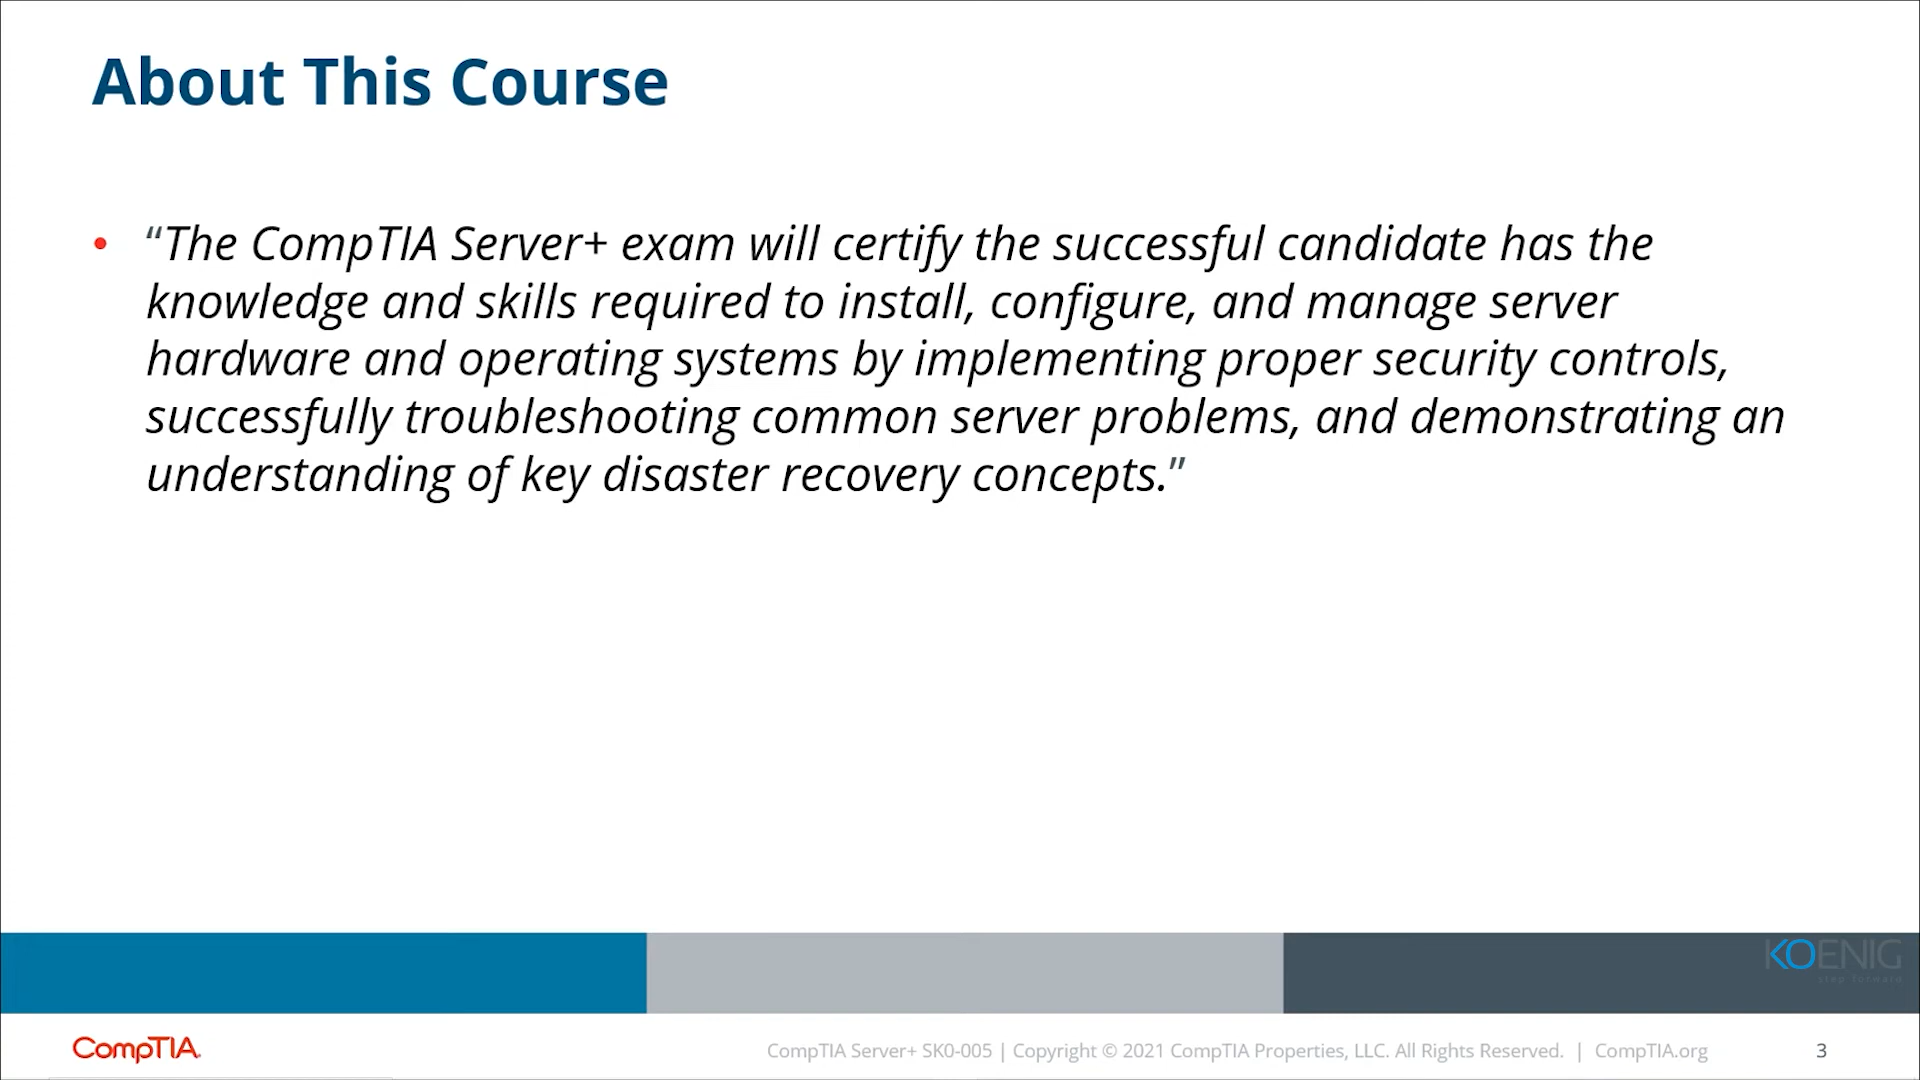 About This Course
• “The CompTIA Server+ exam will certify the successful candidate has the
knowledge and skills required to install, configure, and manage server
hardware and operating systems by implementing proper security controls,
successfully troubleshooting common server problems, and demonstrating an
understanding of key disaster recovery concepts.”
KOENIG
step forward
CompTIA.
CompTIA Server+ SK0-005 | Copyright © 2021 CompTIA Properties, LLC. All Rights Reserved. | CompTIA.org
3